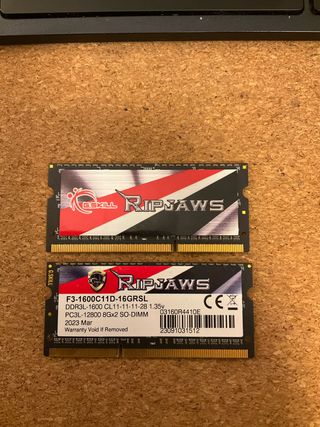 G.SKILL
RIPJAWS
G.SKILL
RIPJAWS
F3-1600C11D-16GRSL
DDR3L-1600 CL11-11-11-28 1.35v
PC3L-12800 8Gx2 SO-DIMM
2023 Mar
Warranty Void if Removed
03160R4410E
23091031512
CE